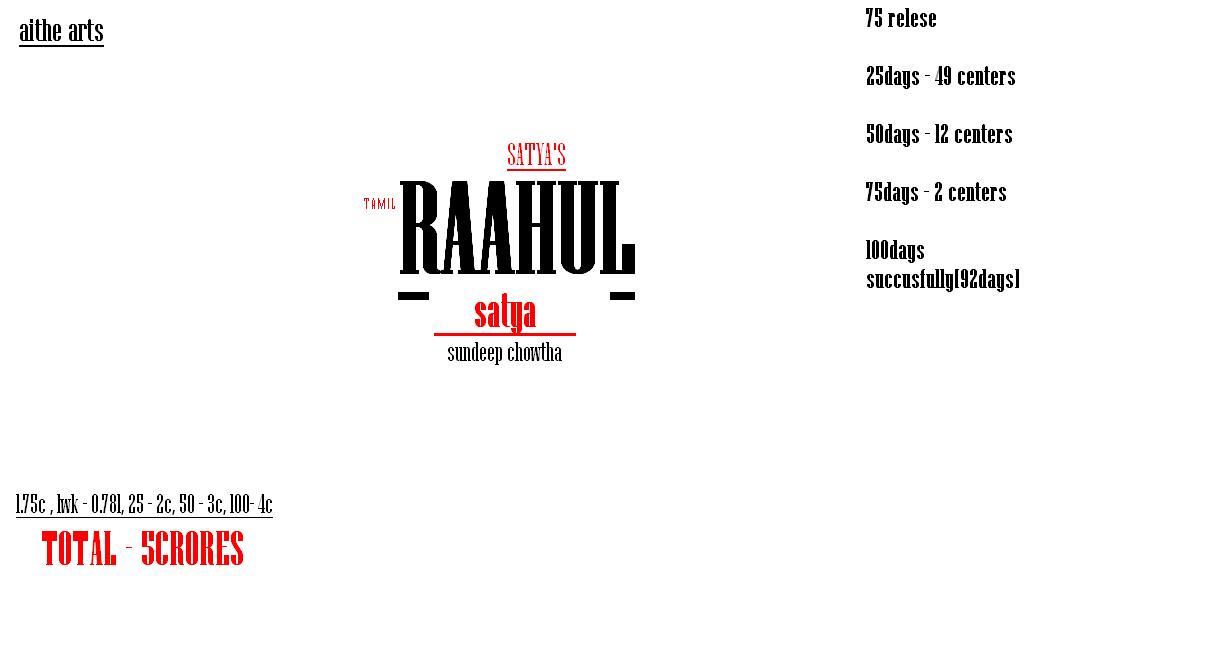 aithe arts
75 relese
25days - 49 centers
50days - 12 centers
75days - 2 centers
100days
succusfully[92days]
SATYA'S
TAMIL
RAAHUL
satya
sundeep chowtha
1.75c , 1wk - 0.78l, 25 - 2c, 50 - 3c, 100- 4c
TOTAL - 5CRORES